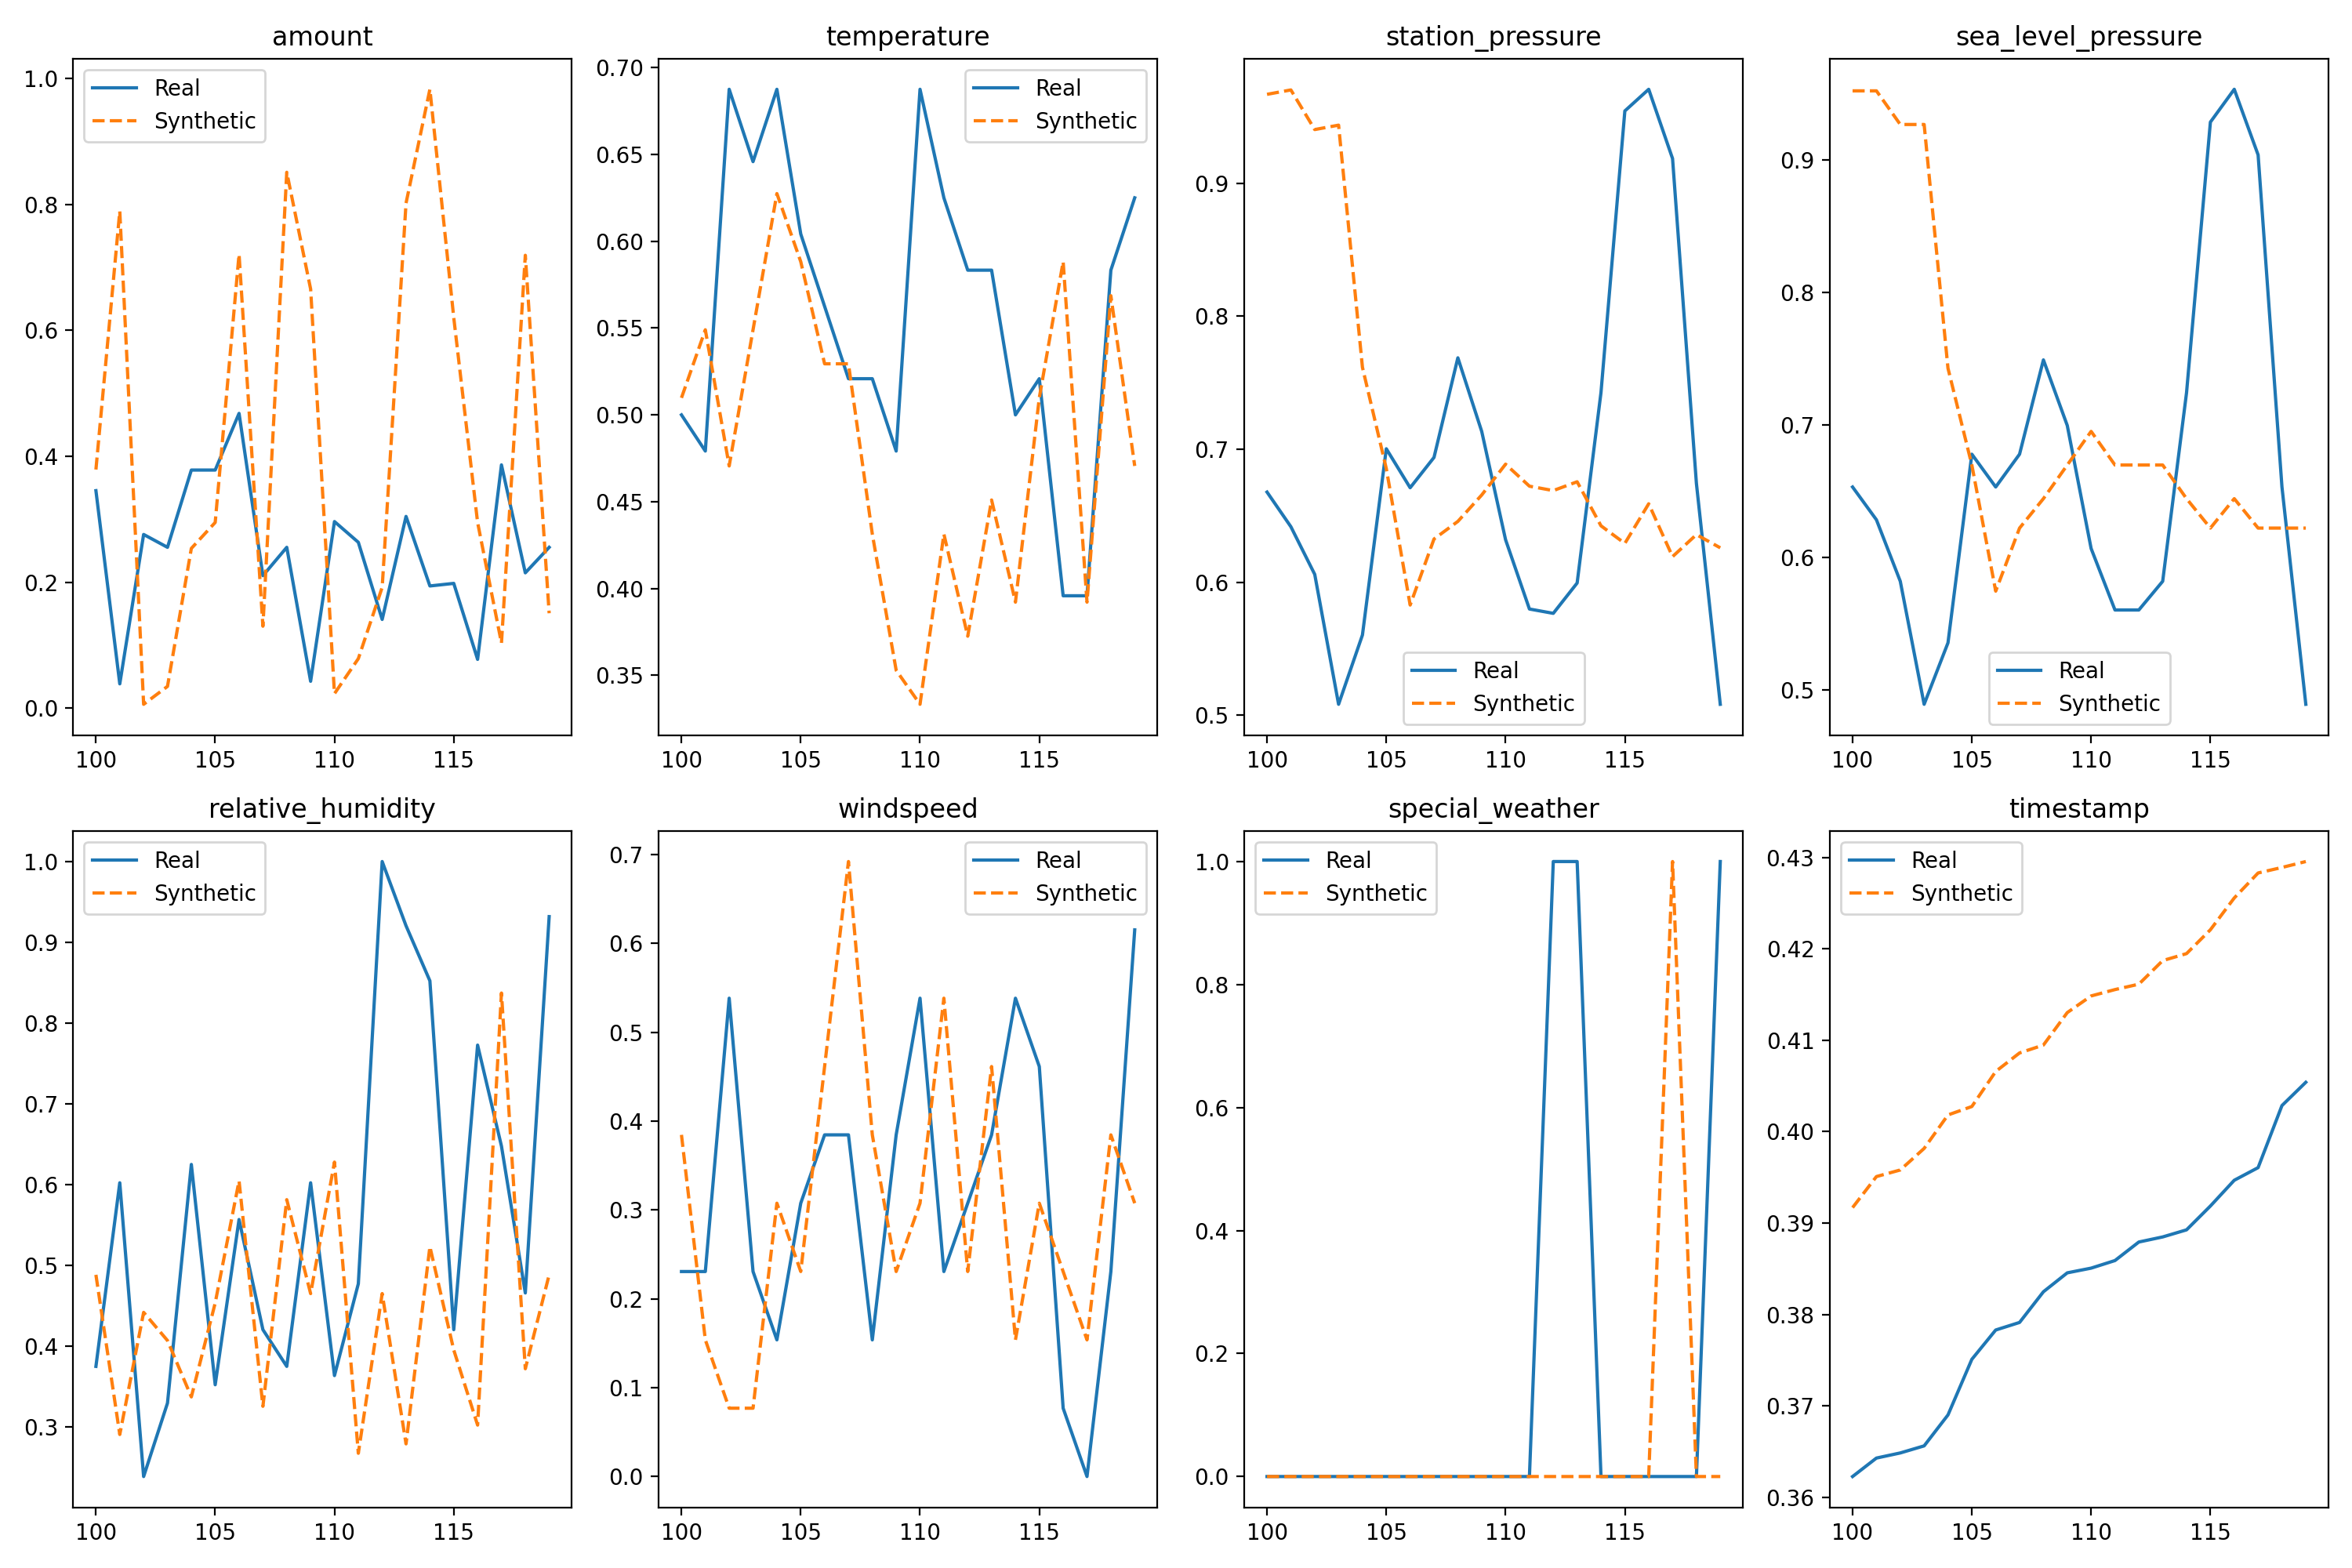 amount
1.0
0.8
0.6
0.4
0.2
0.0
Real
Synthetic
100 105 110 115
temperature
0.70
0.65
0.60
0.55
0.50
0.45
0.40
0.35
Real
Synthetic
100 105 110 115
station_pressure
0.9
0.8
0.7
0.6
0.5
Real
Synthetic
100 105 110 115
sea_level_pressure
0.9
0.8
0.7
0.6
0.5
Real
Synthetic
100 105 110 115
relative_humidity
1.0
0.9
0.8
0.7
0.6
0.5
0.4
0.3
Real
Synthetic
100 105 110 115
windspeed
0.7
0.6
0.5
0.4
0.3
0.2
0.1
0.0
Real
Synthetic
100 105 110 115
special_weather
1.0
0.8
0.6
0.4
0.2
0.0
Real
Synthetic
100 105 110 115
timestamp
0.43
0.42
0.41
0.40
0.39
0.38
0.37
0.36
Real
Synthetic
100 105 110 115